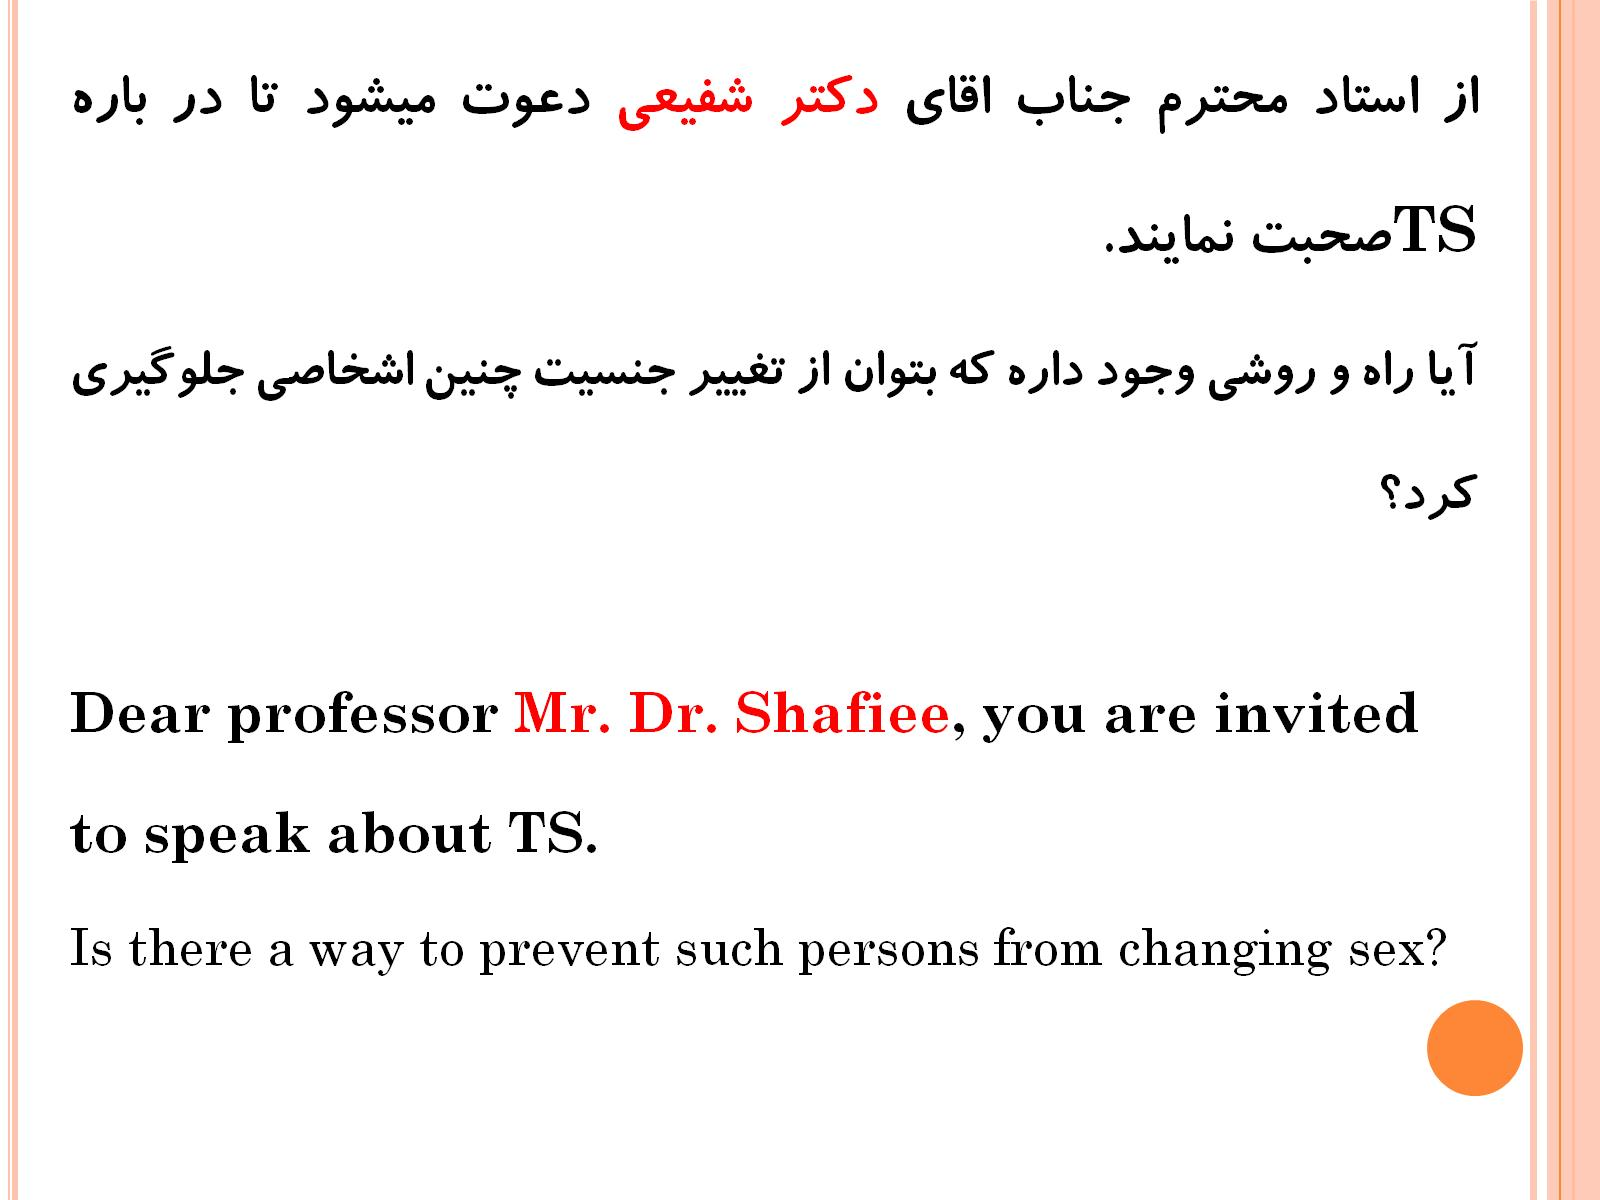 از استاد محترم جناب اقای دکتر شفیعی دعوت میشود تا در باره
TSصحبت نمایند.
آیا راه و روشی وجود داره که بتوان از تغییر جنسیت چنین اشخاصی جلوگیری
کرد؟
Dear professor Mr. Dr. Shafiee, you are invited
to speak about TS.
Is there a way to prevent such persons from changing sex?